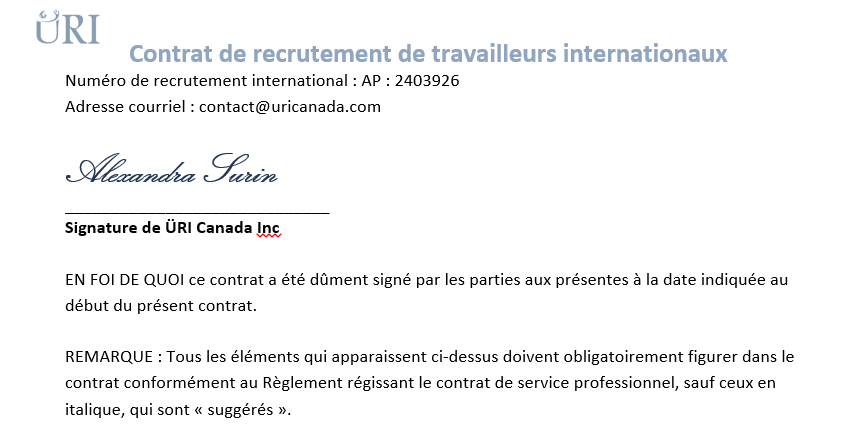 ÜRI
Contrat de recrutement de travailleurs internationaux
Numéro de recrutement international : AP : 2403926
Adresse courriel : contact@uricanada.com
Alexandra Surin
Signature de ÜRI Canada Inc
EN FOI DE QUOI ce contrat a été dûment signé par les parties aux présentes à la date indiquée au
début du présent contrat.
REMARQUE : Tous les éléments qui apparaissent ci-dessus doivent obligatoirement figurer dans le
contrat conformément au Règlement régissant le contrat de service professionnel, sauf ceux en
italique, qui sont « suggérés ».